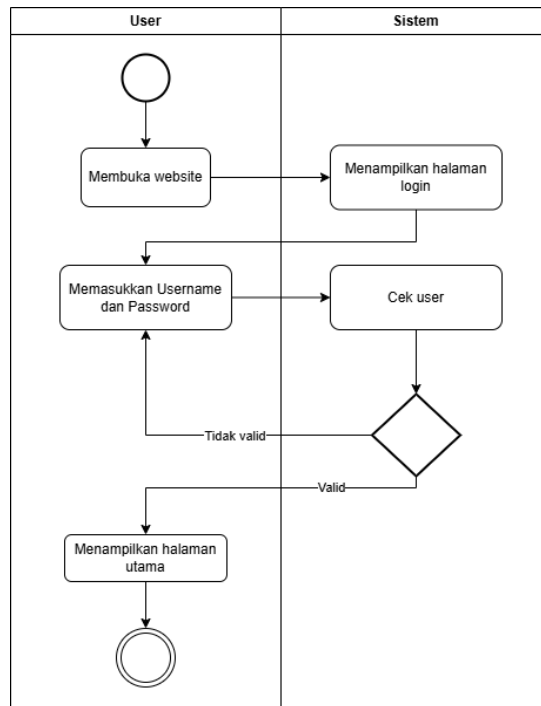 User
Sistem
Membuka website
Menampilkan halaman
login
Memasukkan Username
dan Password
Cek user
Tidak valid
Valid
Menampilkan halaman
utama